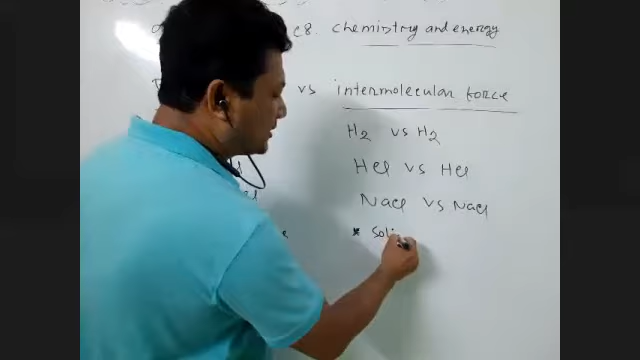 c8. chemistry and energy
vs intermolecular force
H2 vs H2
HCl vs HCl
NaCl vs NaCl
* Soli